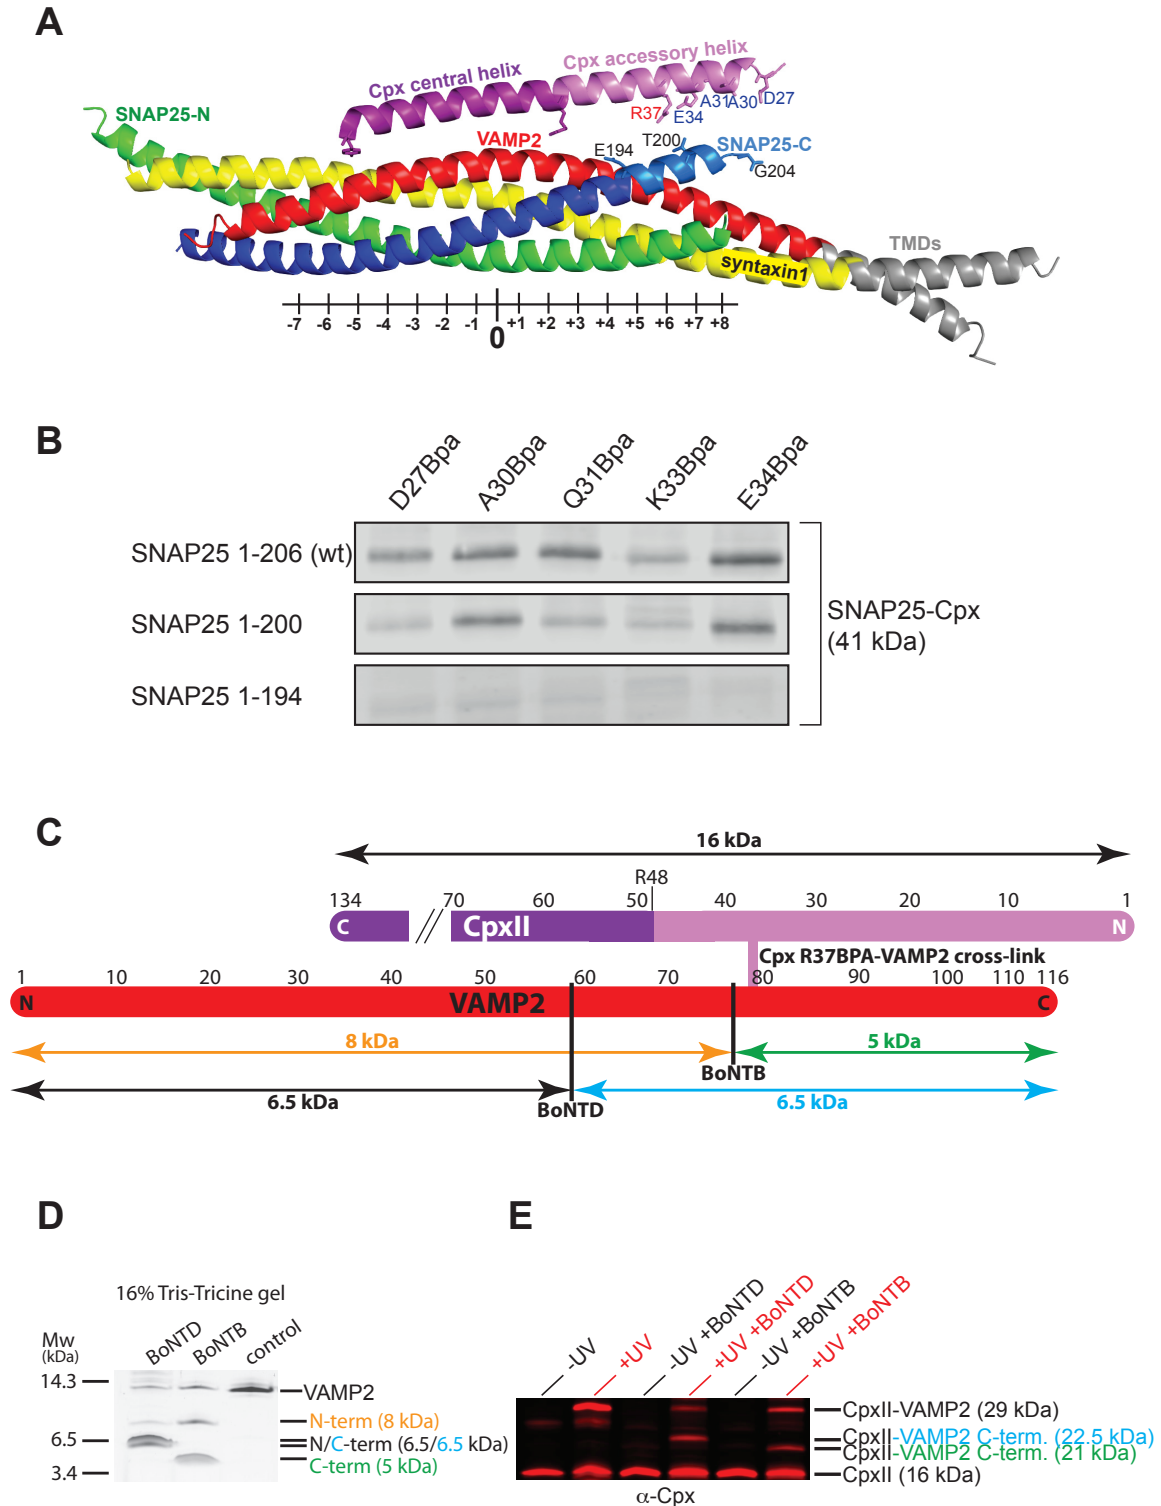 A
Cpx central helix
Cpx accessory helix
SNAP25-N
VAMP2
R37
E34
A31
A30
D27
E194
T200
SNAP25-C
G204
TMDs
syntaxin1
-7 -6 -5 -4 -3 -2 -1 0 +1 +2 +3 +4 +5 +6 +7 +8
B
D27Bpa A30Bpa Q31Bpa K33Bpa E34Bpa
SNAP25 1-206 (wt)
SNAP25 1-200
SNAP25 1-194
SNAP25-Cpx
(41 kDa)
C
16 kDa
R48
134 70 60 50 40 30 20 10 1
C CpxII N
Cpx R37BPA-VAMP2 cross-link
1 10 20 30 40 50 60 70 80 90 100 110 116
N VAMP2 C
8 kDa 5 kDa
BoNTB
6.5 kDa 6.5 kDa
BoNTD
D
16% Tris-Tricine gel
Mw
(kDa)
BoNTD BoNTB control
14.3
6.5
3.4
VAMP2
N-term (8 kDa)
N/C-term (6.5/6.5 kDa)
C-term (5 kDa)
E
-UV +UV -UV +BoNTD +UV +BoNTD -UV +BoNTB +UV +BoNTB
CpxII-VAMP2 (29 kDa)
CpxII-VAMP2 C-term. (22.5 kDa)
CpxII-VAMP2 C-term. (21 kDa)
CpxII (16 kDa)
α-Cpx